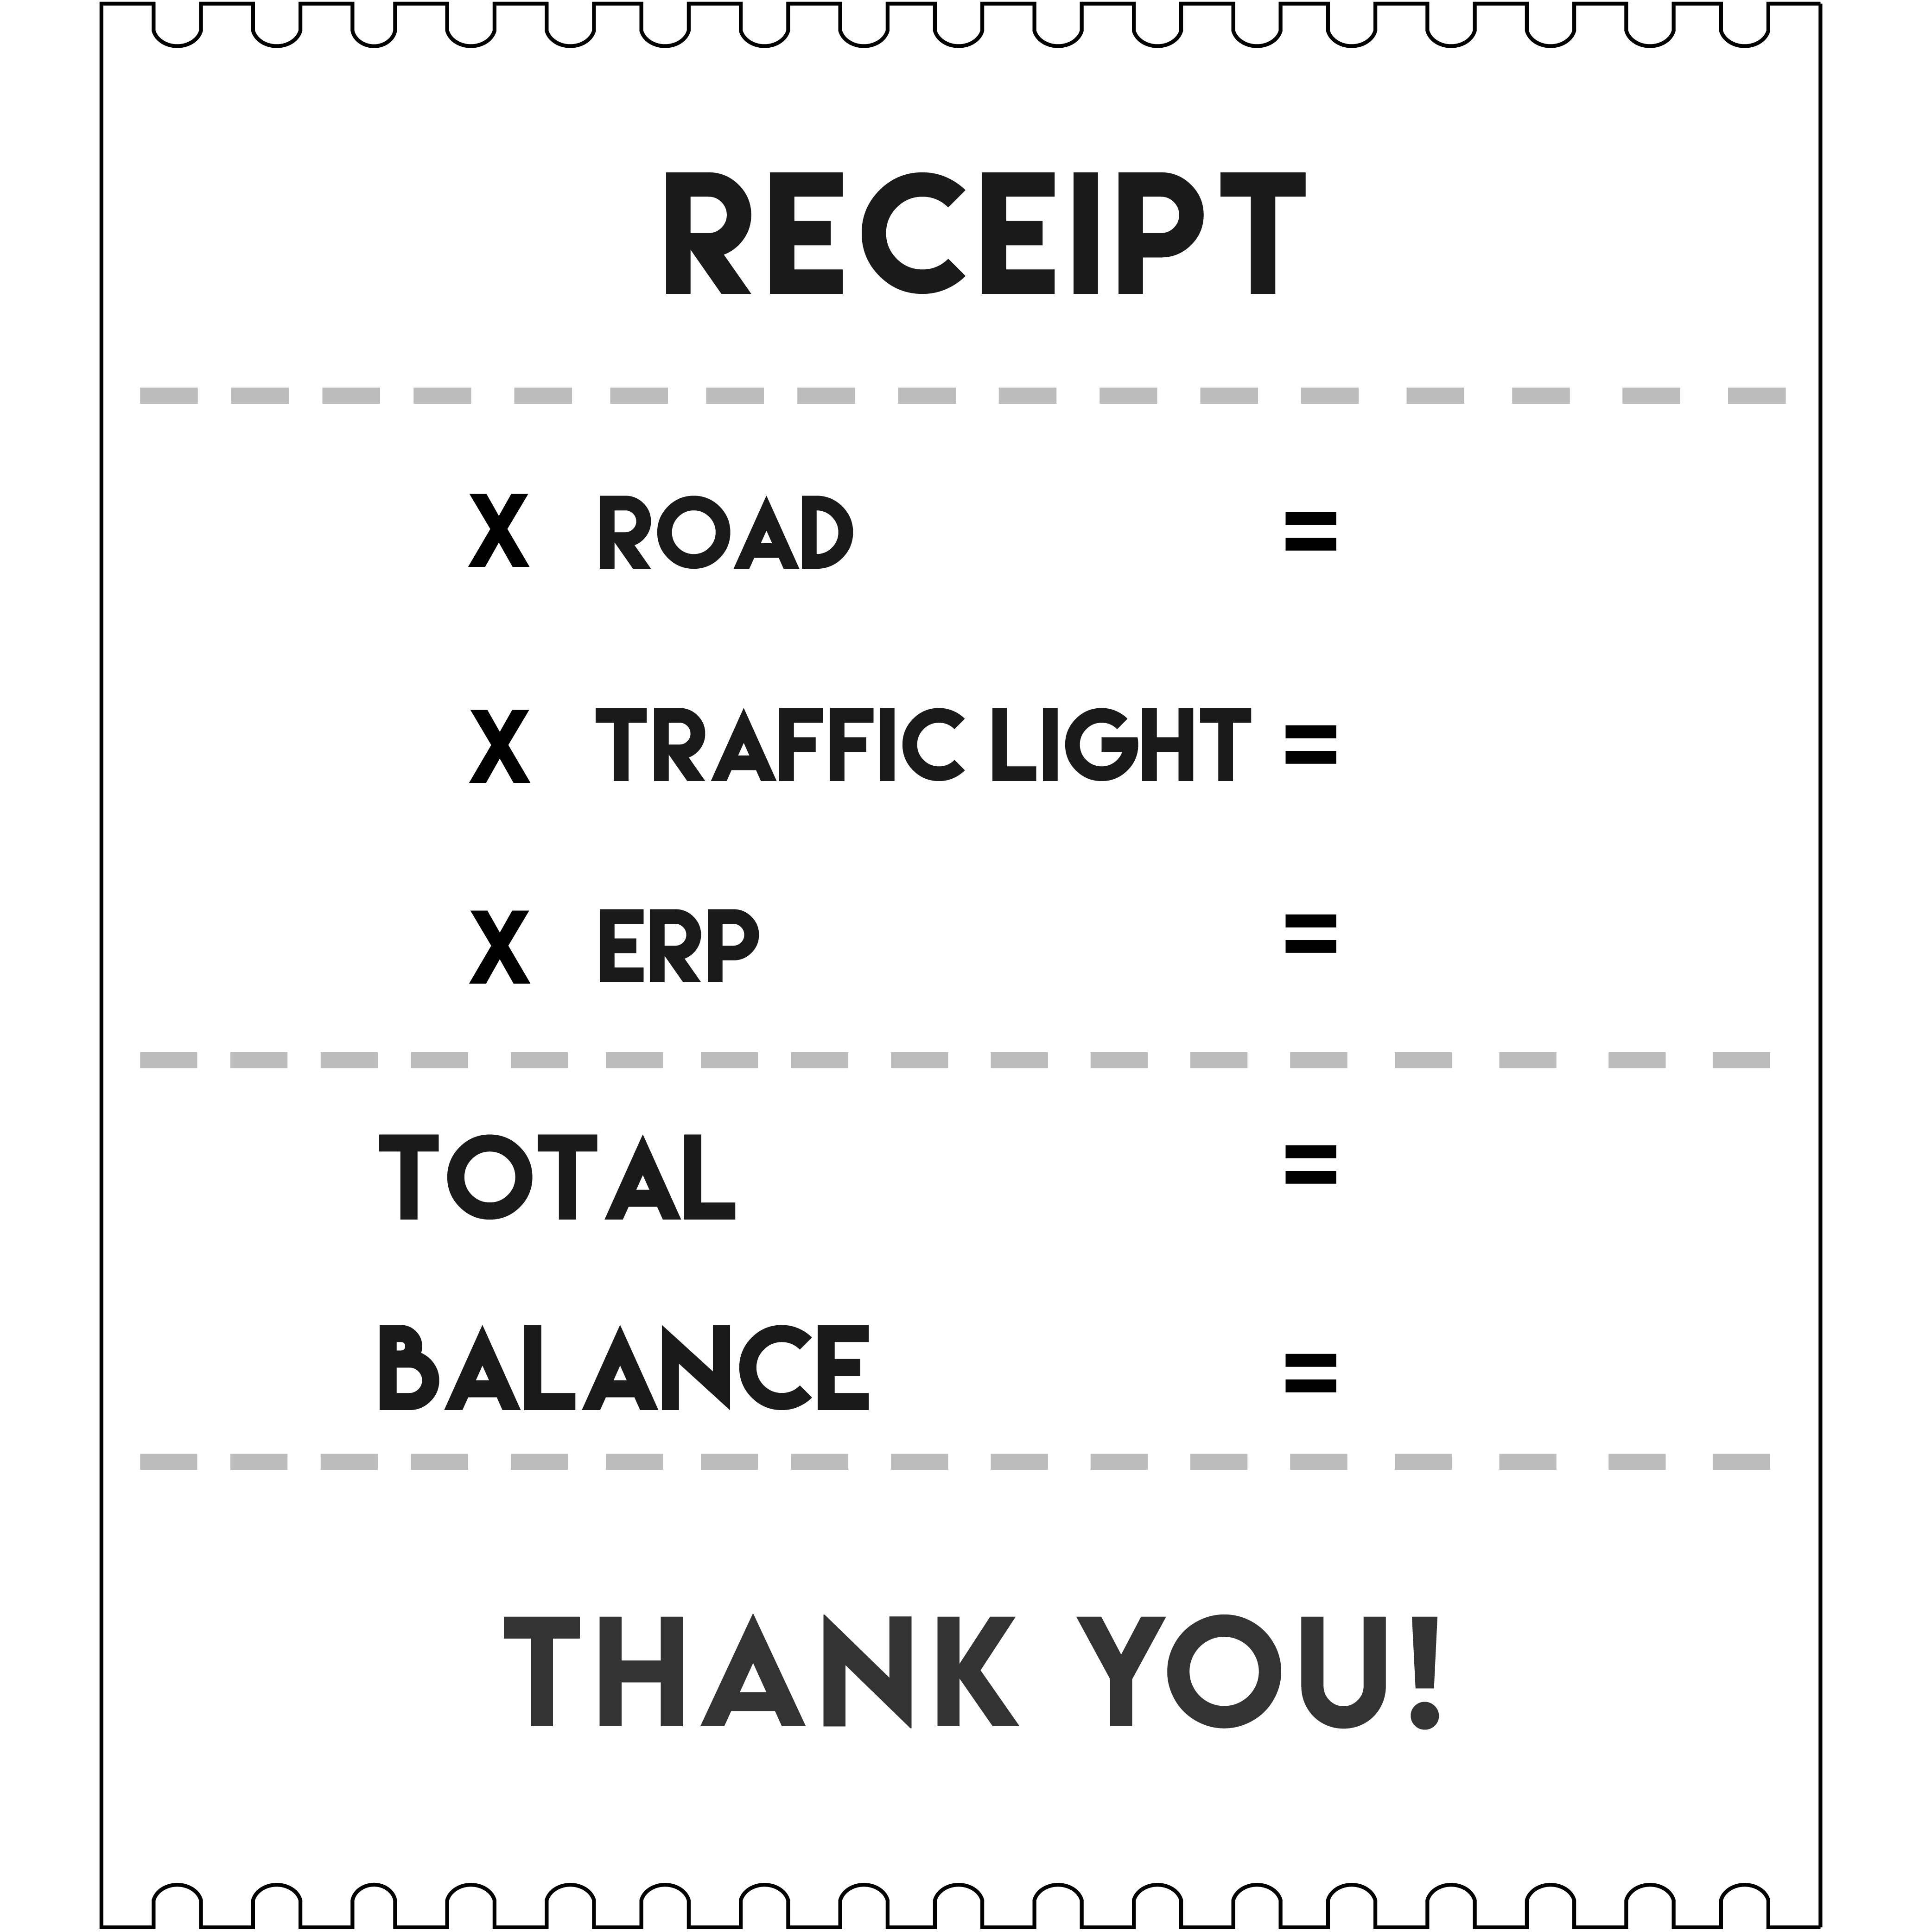 RECEIPT
X ROAD =
X TRAFFIC LIGHT =
X ERP =
TOTAL =
BALANCE =
THANK YOU!